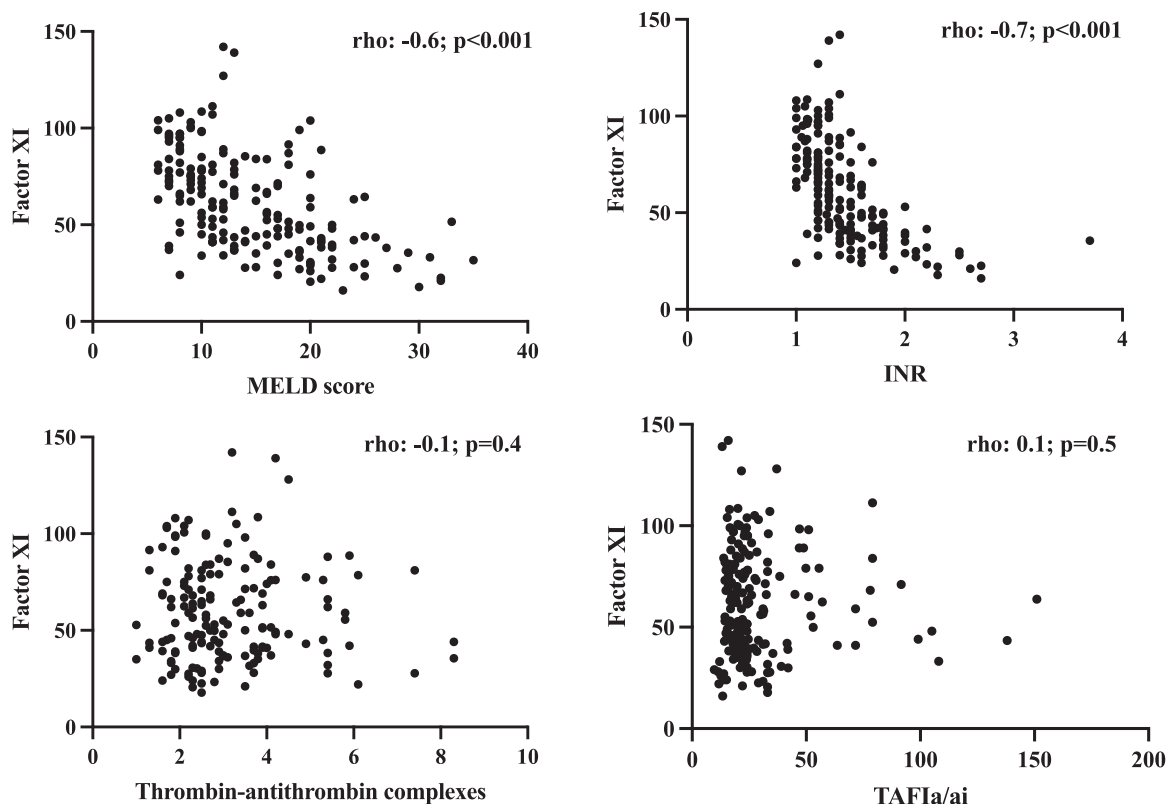 rho: -0.6; p<0.001
150
100
50
0
Factor XI
0 10 20 30 40
MELD score
rho: -0.7; p<0.001
150
100
50
0
Factor XI
0 1 2 3 4
INR
rho: -0.1; p=0.4
150
100
50
0
Factor XI
0 2 4 6 8 10
Thrombin-antithrombin complexes
rho: 0.1; p=0.5
150
100
50
0
Factor XI
0 50 100 150 200
TAFIa/ai